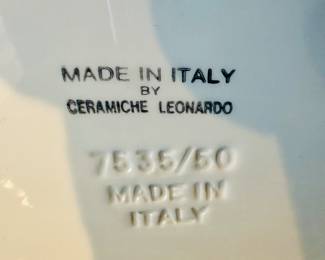 MADE IN ITALY
BY
CERAMICHE LEONARDO
7535/50
MADE IN
ITALY